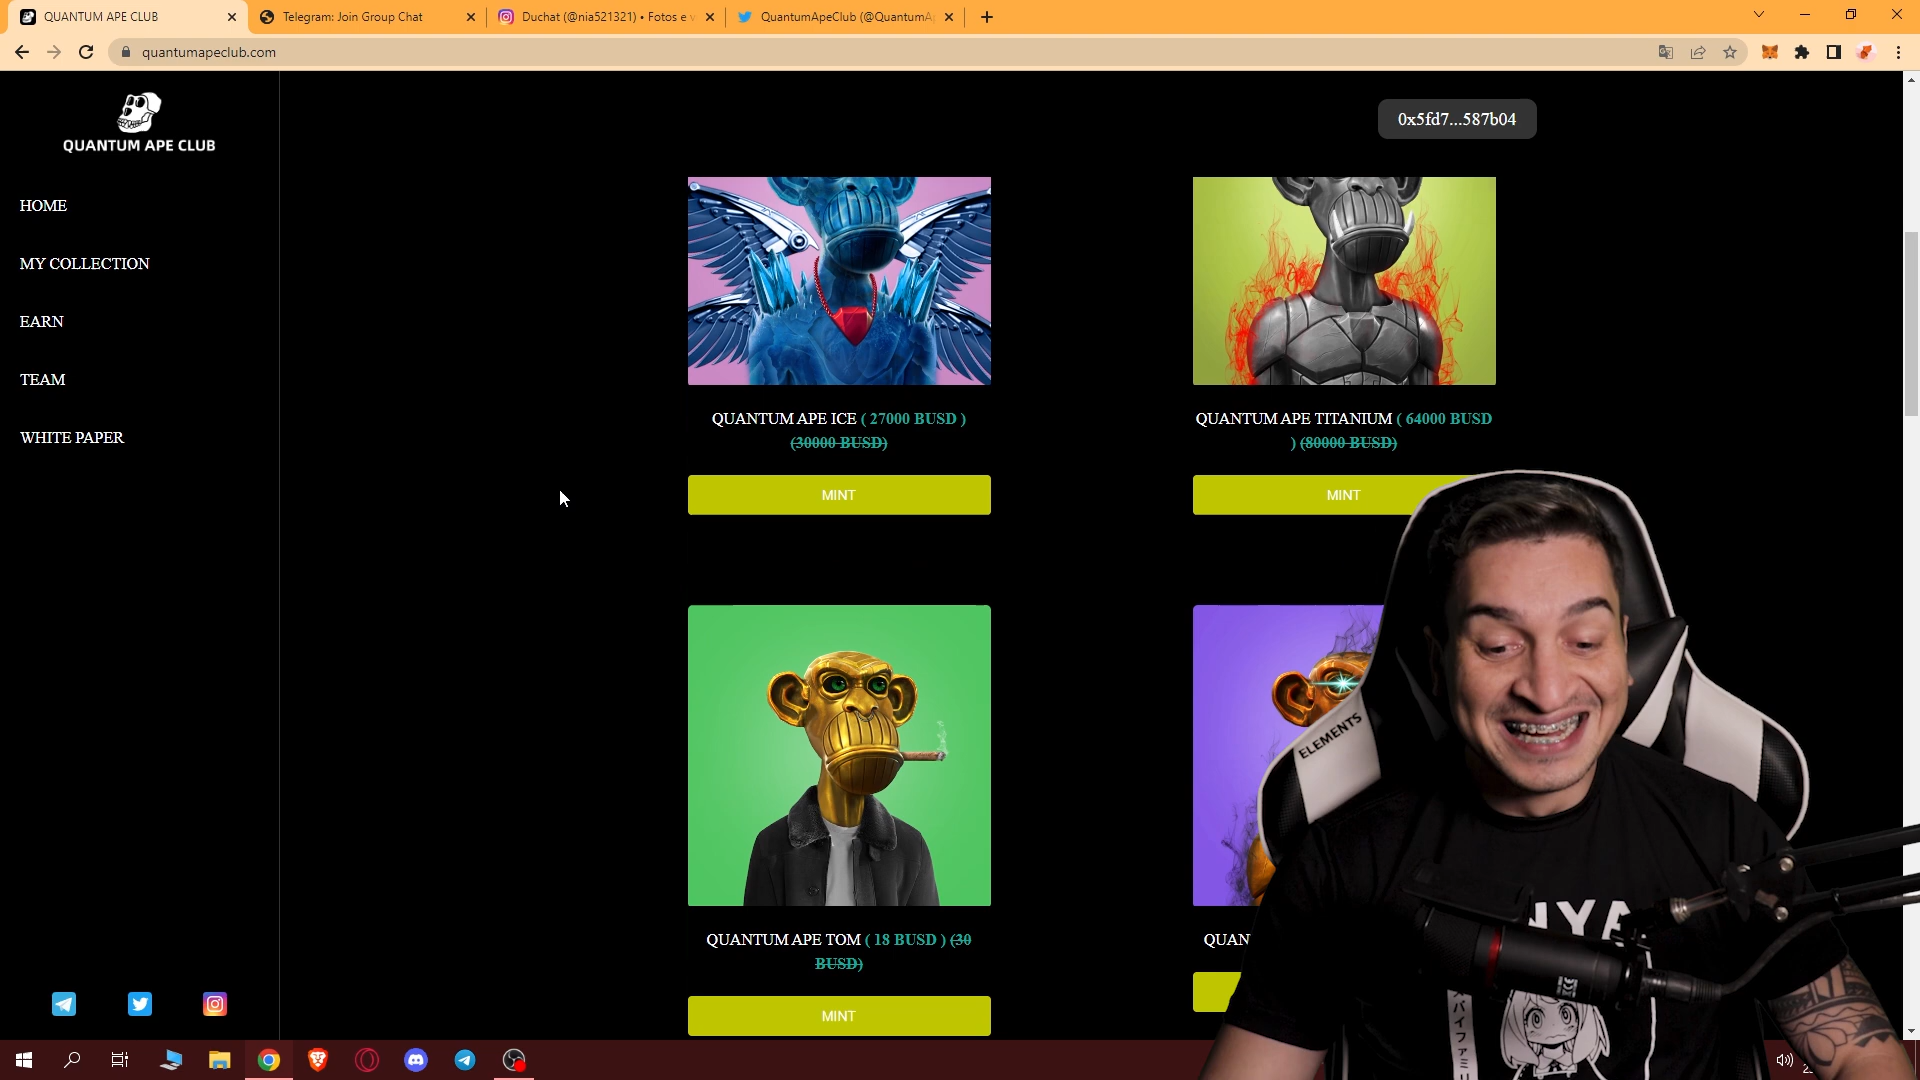 QUANTUM APE CLUB
Telegram: Join Group Chat
Duchat (@nia521321) • Fotos e v
QuantumApeClub (@QuantumAp
quantumapeclub.com
QUANTUM APE CLUB
HOME
MY COLLECTION
EARN
TEAM
WHITE PAPER
0x5fd7...587b04
QUANTUM APE ICE ( 27000 BUSD )
(30000 BUSD)
MINT
QUANTUM APE TITANIUM ( 64000 BUSD
) (80000 BUSD)
MINT
QUANTUM APE TOM ( 18 BUSD ) (30
BUSD)
MINT
QUAN
ELEMENTS
NYA